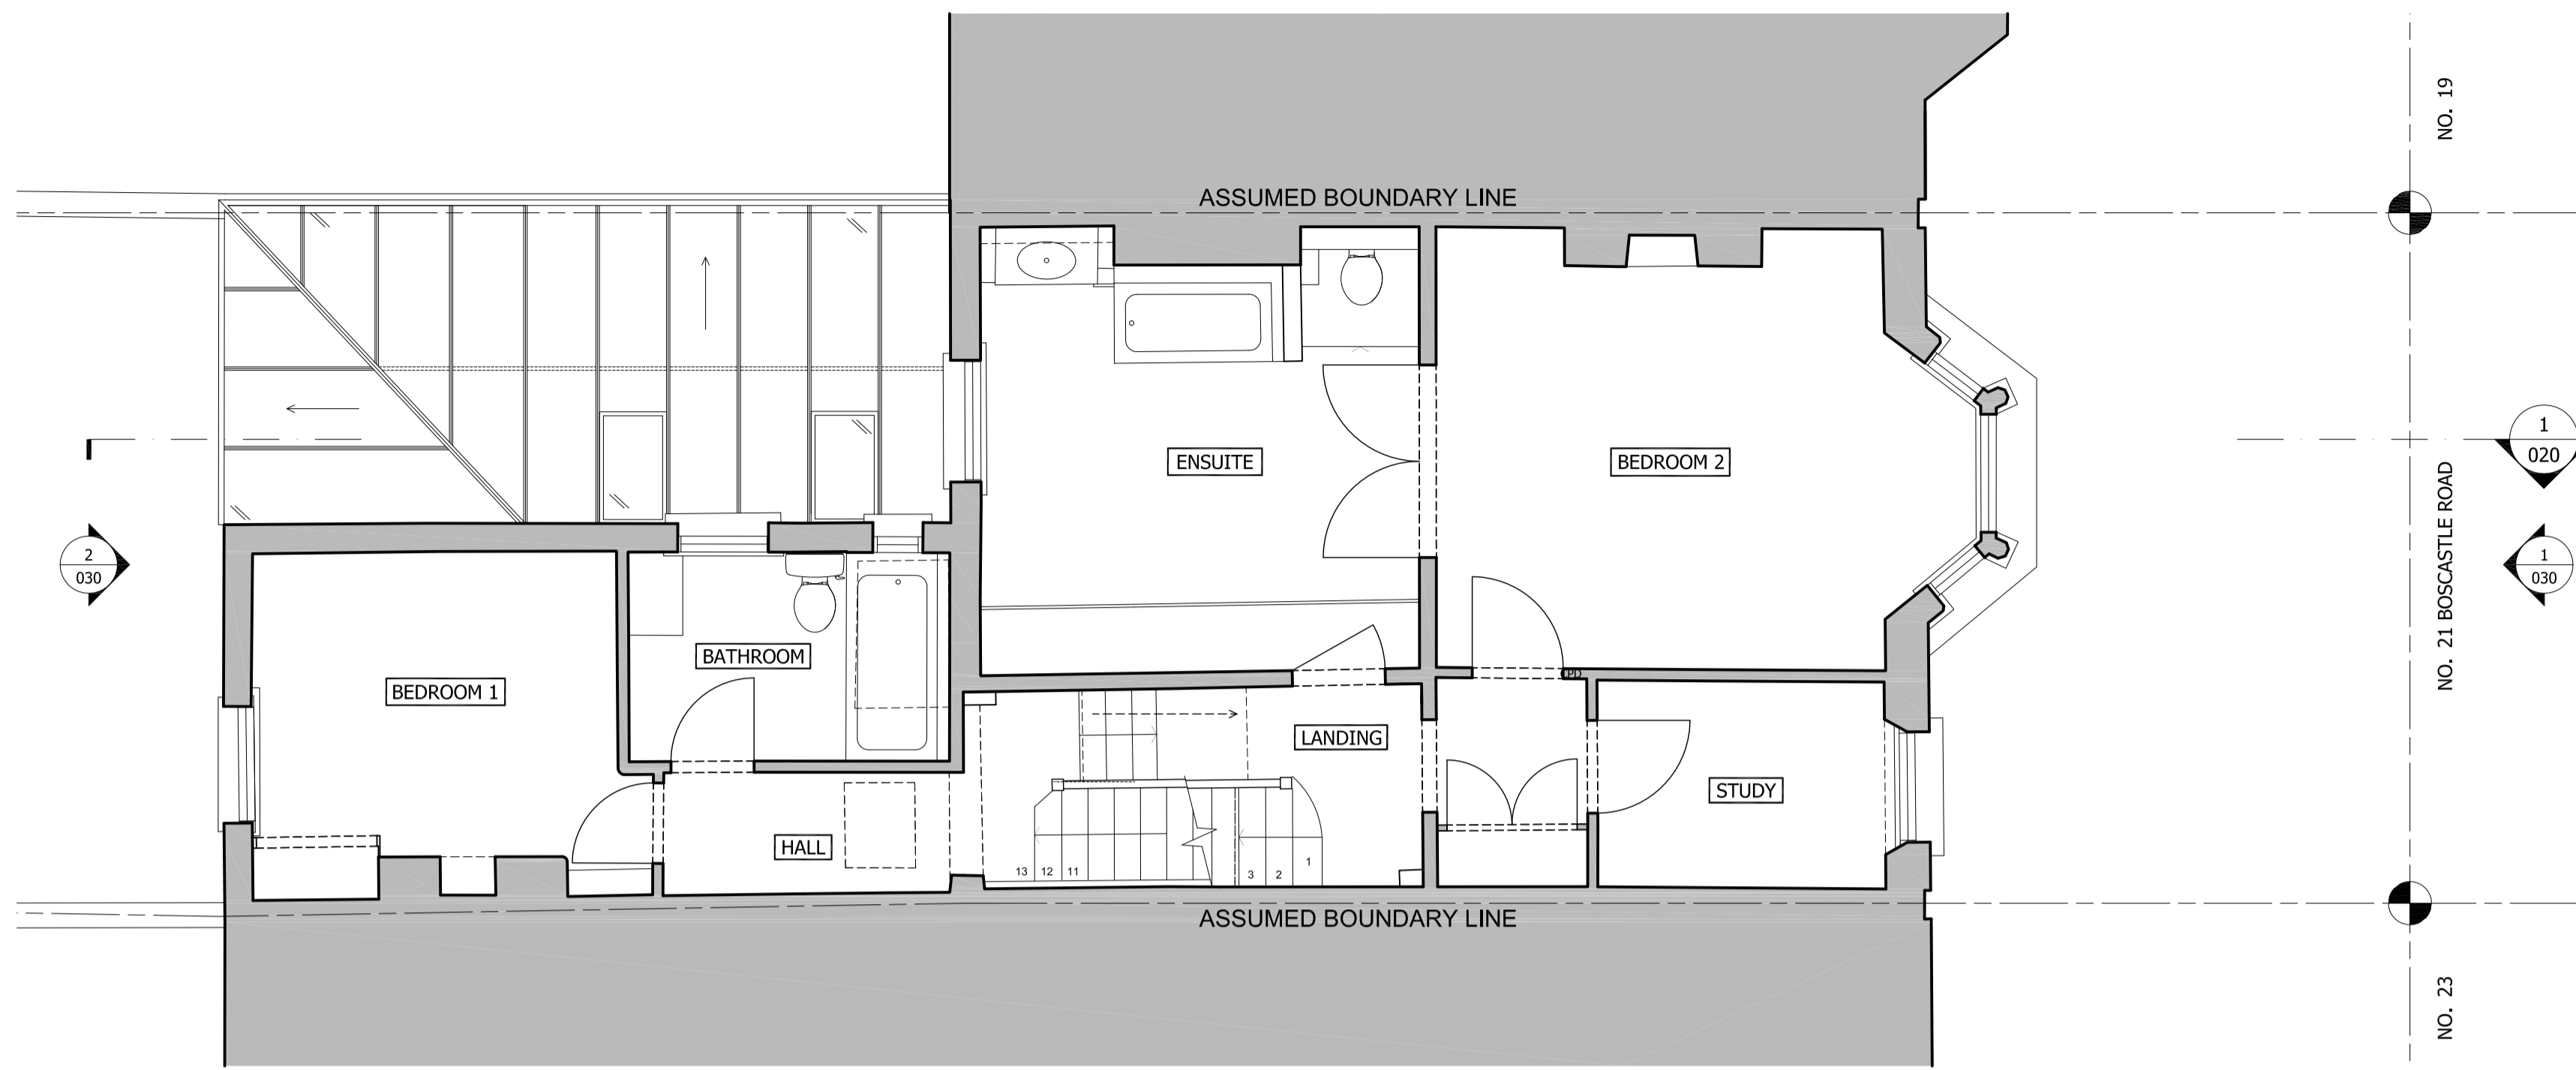 NO. 19
ASSUMED BOUNDARY LINE
1
020
ENSUITE
BEDROOM 2
NO. 21 BOSCASTLE ROAD
2
030
1
030
BATHROOM
CPD
BEDROOM 1
LANDING
STUDY
HALL
13 12 11
3 2 1
ASSUMED BOUNDARY LINE
NO. 23